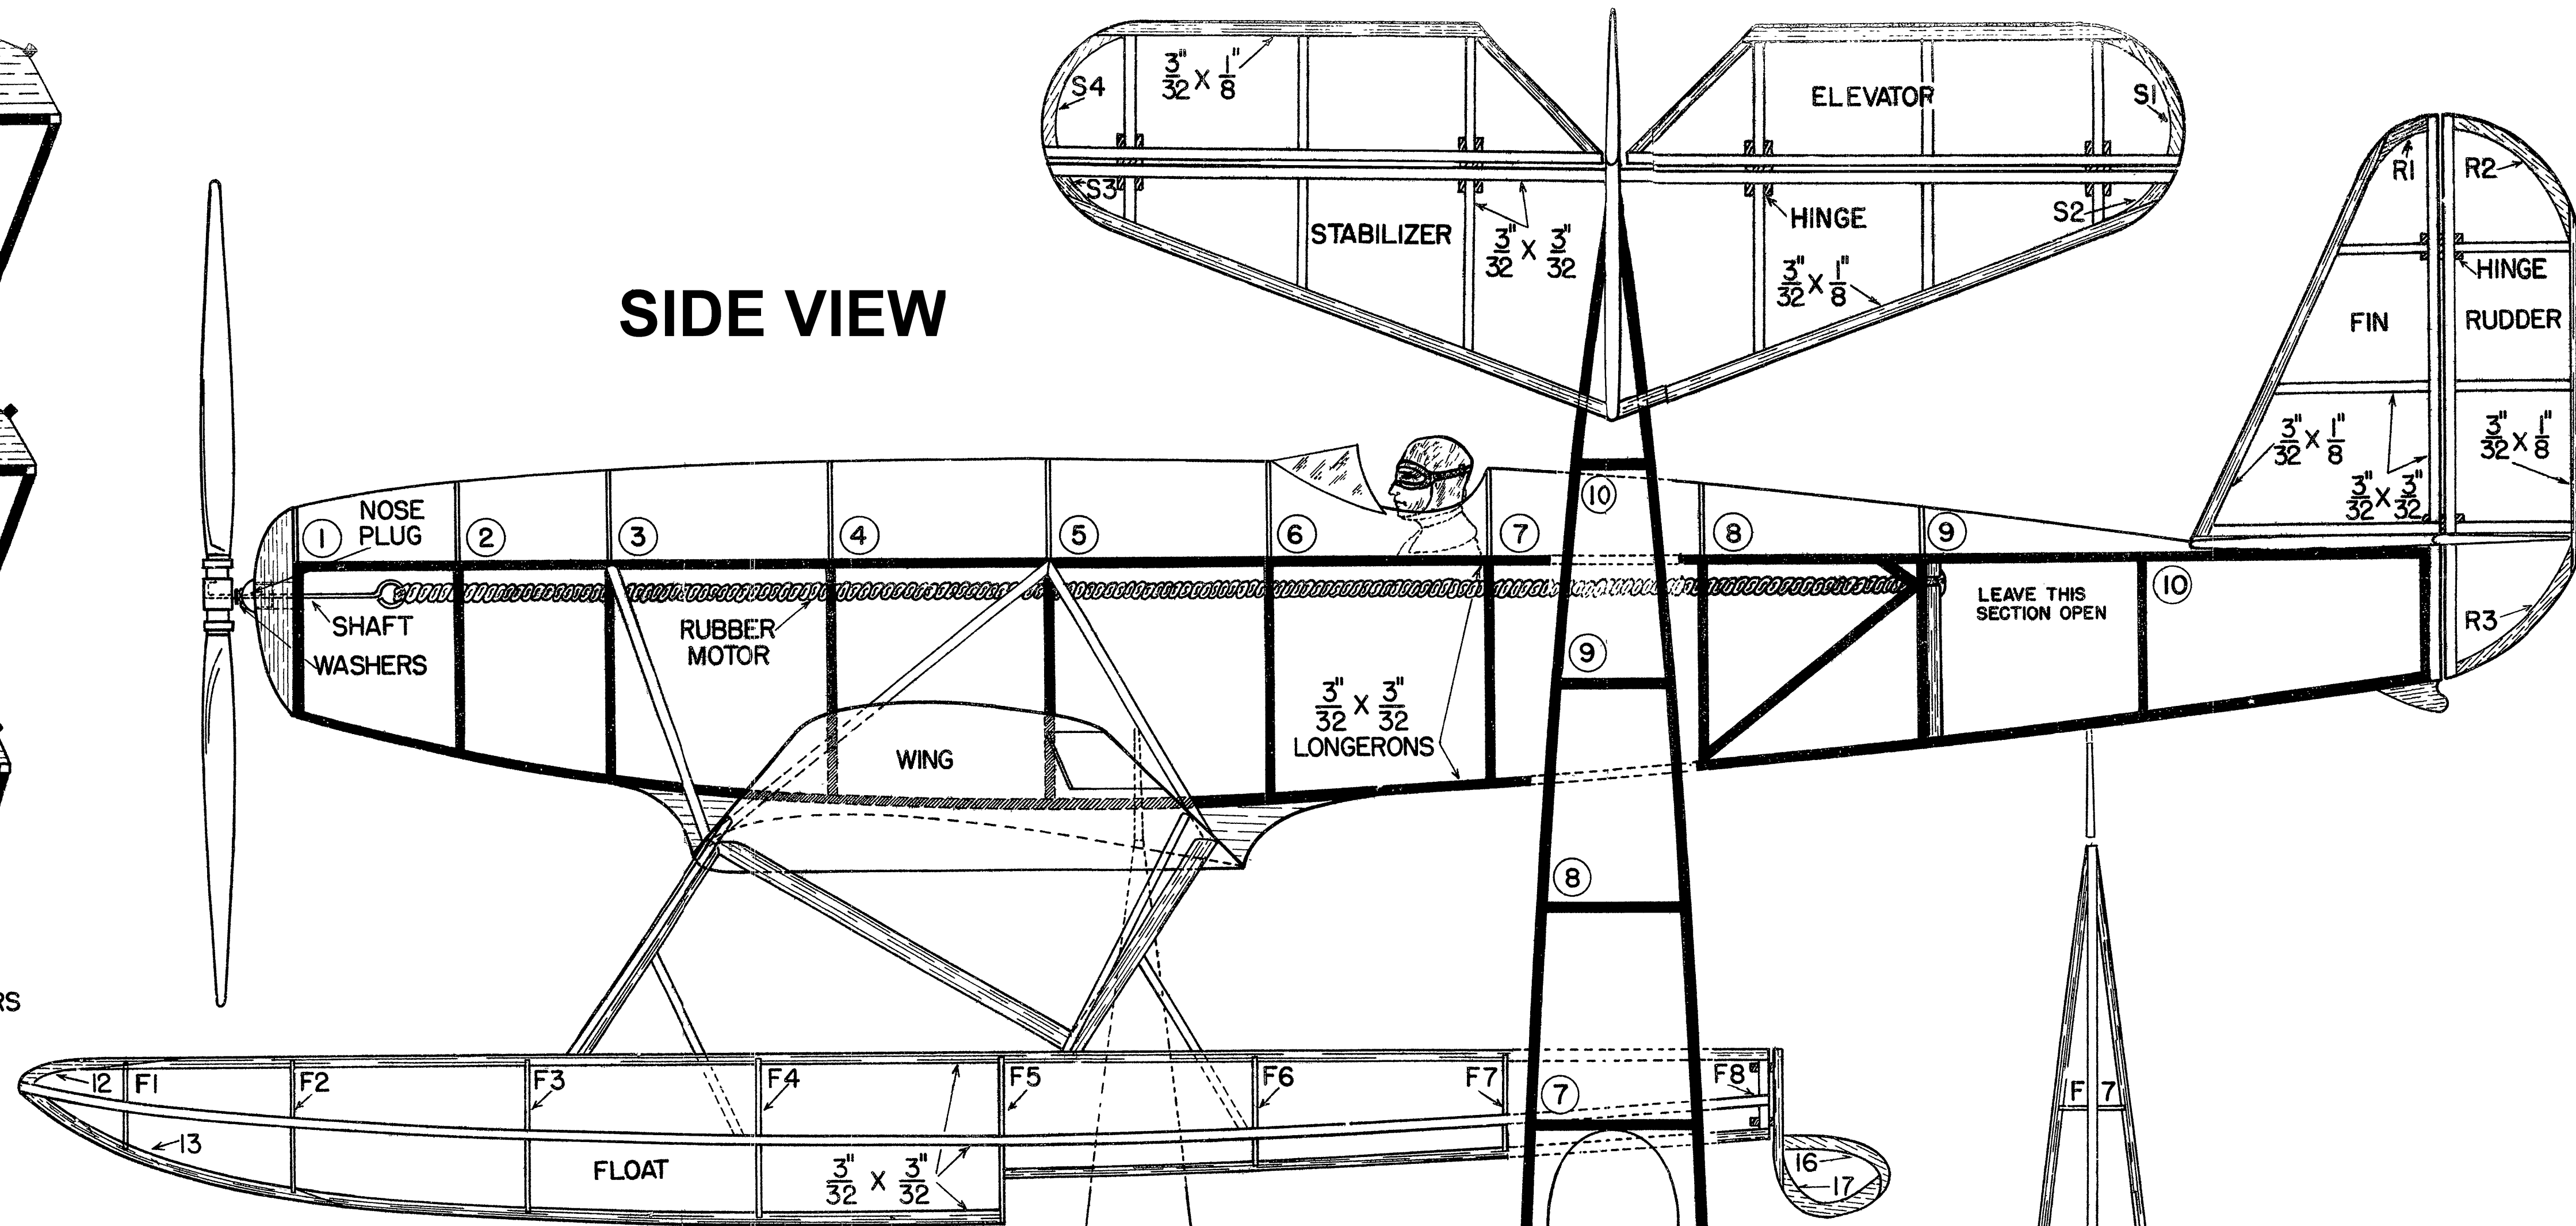 SIDE VIEW
S4
3" 1"
32 X 8
S3
STABILIZER
3" 3"
32 X 32
ELEVATOR
S1
HINGE
S2
3" 1"
32 X 8
R1
R2
HINGE
FIN
RUDDER
3" 1"
32 X 8
3" 1"
32 X 8
3" 3"
32 X 32
R3
NOSE
PLUG
1
2
3
4
5
6
7
8
9
10
SHAFT
WASHERS
RUBBER
MOTOR
3" 3"
32 X 32
LONGERONS
LEAVE THIS
SECTION OPEN
WING
10
9
8
7
RS
12
F1
F2
F3
F4
F5
F6
F7
F8
13
FLOAT
3" 3"
32 X 32
16
17
F 7